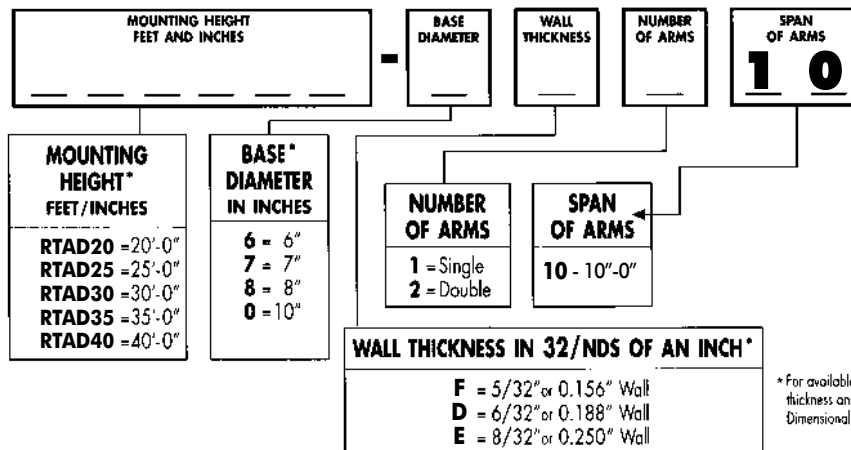 MOUNTING HEIGHT
FEET AND INCHES
-
BASE
DIAMETER
WALL
THICKNESS
NUMBER
OF ARMS
SPAN
OF ARMS
1 0
MOUNTING
HEIGHT*
FEET/INCHES
RTAD20 =20'-0"
RTAD25 =25'-0"
RTAD30 =30'-0"
RTAD35 =35'-0"
RTAD40 =40'-0"
BASE*
DIAMETER
IN INCHES
6 = 6"
7 = 7"
8 = 8"
0 = 10"
NUMBER
OF ARMS
1 = Single
2 = Double
SPAN
OF ARMS
10 - 10"-0"
WALL THICKNESS IN 32/NDS OF AN INCH*
F = 5/32" or 0.156" Wall
D = 6/32" or 0.188" Wall
E = 8/32" or 0.250" Wall
* For available
thickness an
Dimensional